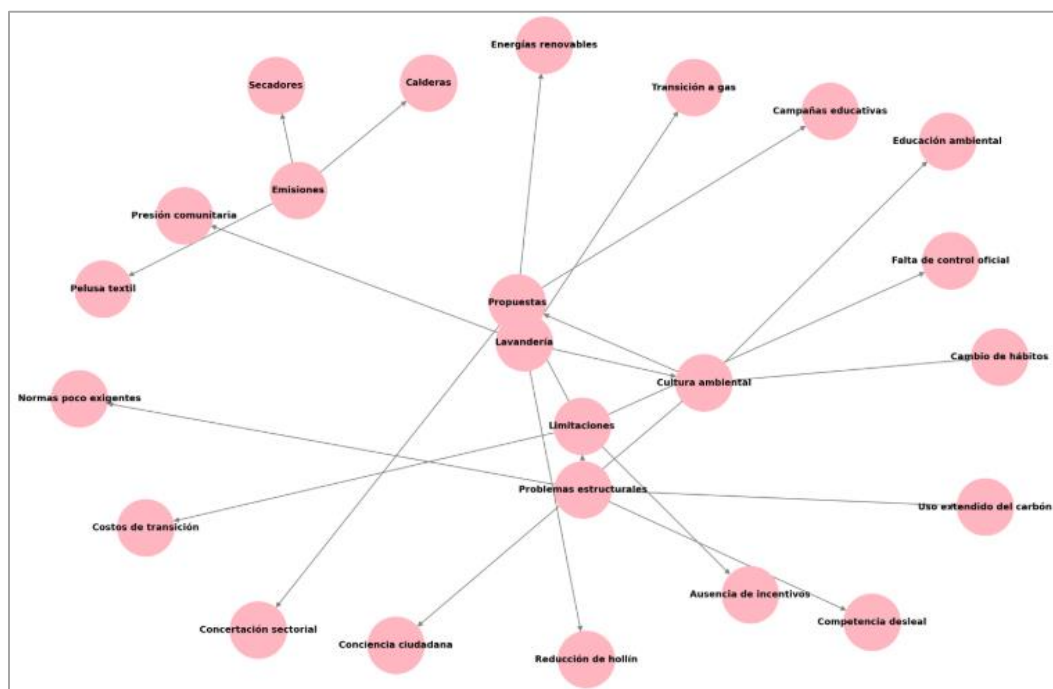 Energías renovables
Secadores
Calderas
Transición a gas
Campañas educativas
Educación ambiental
Emisiones
Presión comunitaria
Falta de control oficial
Pelusa textil
Propuestas
Lavandería
Cambio de hábitos
Cultura ambiental
Normas poco exigentes
Limitaciones
Problemas estructurales
Uso extendido del carbón
Costos de transición
Ausencia de incentivos
Competencia desleal
Concertación sectorial
Conciencia ciudadana
Reducción de hollín